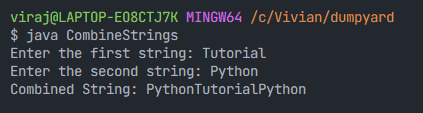 viraj@LAPTOP-EO8CTJ7K MINGW64 /c/Vivian/dumpyard
$ java CombineStrings
Enter the first string: Tutorial
Enter the second string: Python
Combined String: PythonTutorialPython